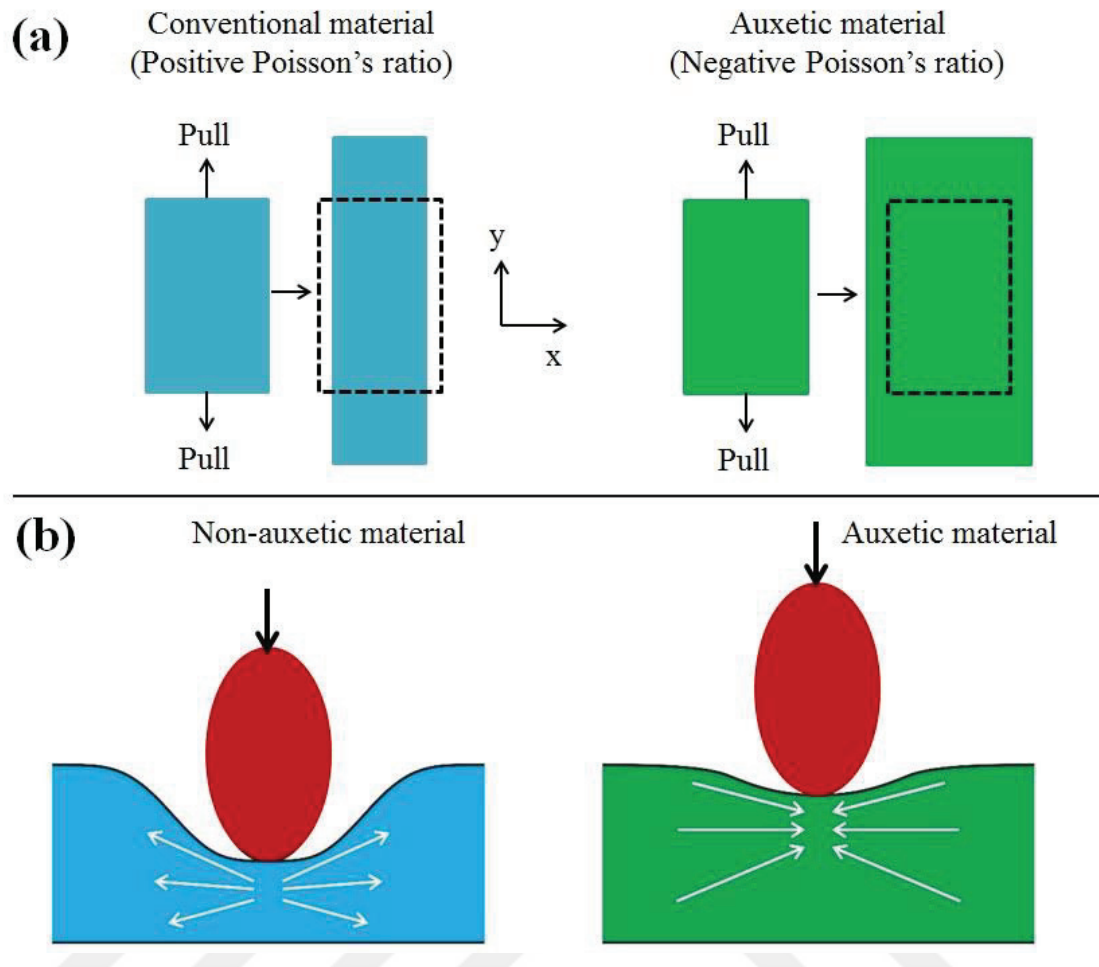 (a)
Conventional material
(Positive Poisson's ratio)
Auxetic material
(Negative Poisson's ratio)
Pull
Pull
y
x
Pull
Pull
(b)
Non-auxetic material
Auxetic material